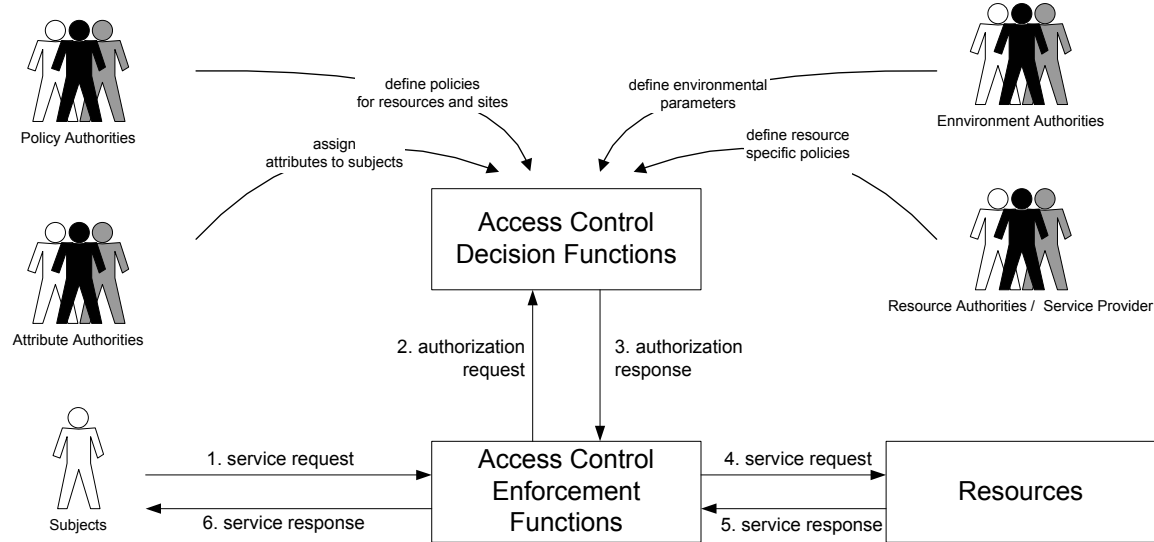 Policy Authorities
define policies
for resources and sites
define environmental
parameters
Ennvironment Authorities
assign
attributes to subjects
define resource
specific policies
Attribute Authorities
Access Control
Decision Functions
Resource Authorities / Service Provider
2. authorization
request
3. authorization
response
Subjects
1. service request
6. service response
Access Control
Enforcement
Functions
4. service request
5. service response
Resources